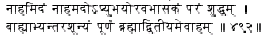 नाहमिदं नाहमदोऽप्युभयोरवभासकं परं शुद्धम् ।
बाह्याभ्यन्तरशून्यं पूर्णं ब्रह्माद्वितीयमेवाहम् ॥ ४९२॥